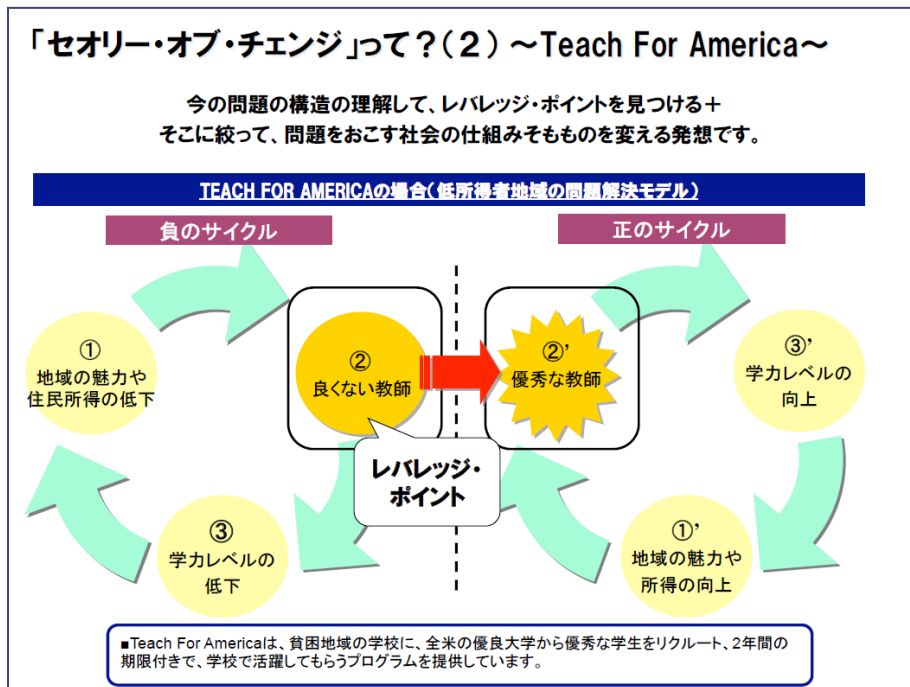 「セオリー・オブ・チェンジ」って？（２） ～Teach For America～
今の問題の構造の理解して、レバレッジ・ポイントを見つける＋
そこに絞って、問題をおこす社会の仕組みそもものを変える発想です。
TEACH FOR AMERICAの場合（低所得者地域の問題解決モデル）
負のサイクル
正のサイクル
①
地域の魅力や
住民所得の低下
②
良くない教師
②'
優秀な教師
③'
学力レベルの
向上
レバレッジ・
ポイント
③
学力レベルの
低下
①'
地域の魅力や
所得の向上
■Teach For Americaは、貧困地域の学校に、全米の優良大学から優秀な学生をリクルート、2年間の
期限付きで、学校で活躍してもらうプログラムを提供しています。